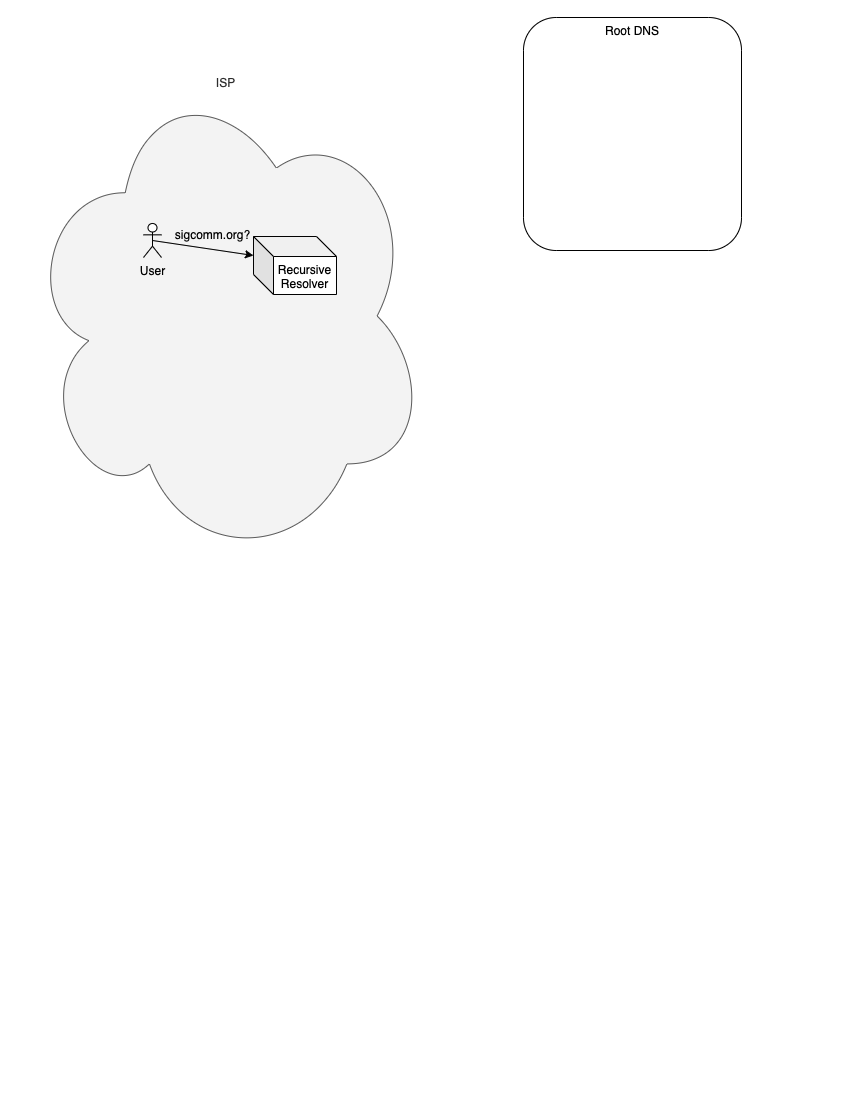 Root DNS
ISP
sigcomm.org?
User
Recursive
Resolver